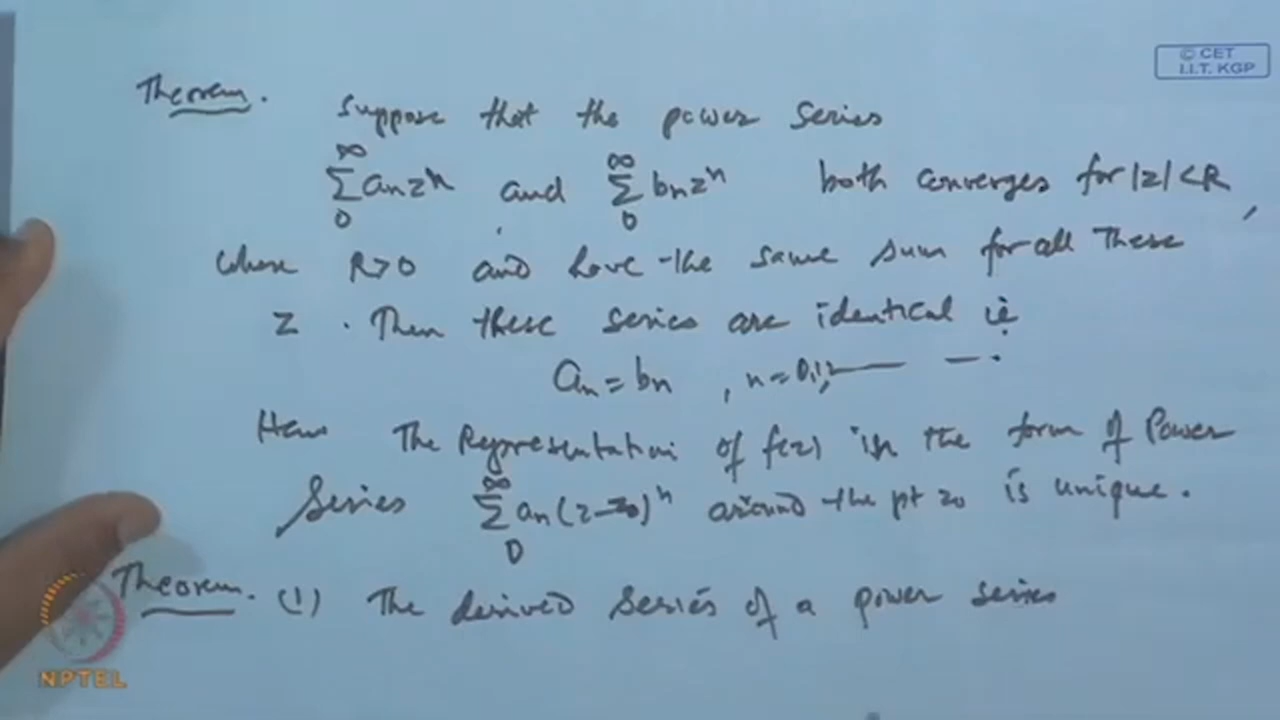 © CET
I.I.T. KGP
Theorem. Suppose that the power series
∞ ∑ 0 aₙzⁿ and ∞ ∑ 0 bₙzⁿ both converges for |z|<R,
where R>0 and have the same sum for all these
z. Then these series are identical ie
aₙ = bₙ , n = 0,1,2, — — .
Hence The Representation of f(z) in the form of Power
Series ∞ ∑ 0 aₙ(z-z₀)ⁿ around the pt z₀ is unique.
Theorem. (1) The derived series of a power series
NPTEL